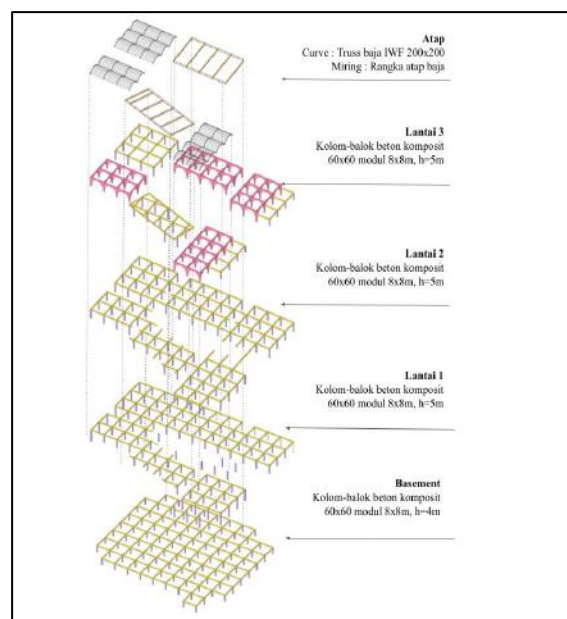 Atap
Curve : Truss baja IWF 200x200
Miring : Rangka atap baja
Lantai 3
Kolom-balok beton komposit
60x60 modul 8x8m, h=5m
Lantai 2
Kolom-balok beton komposit
60x60 modul 8x8m, h=5m
Lantai 1
Kolom-balok beton komposit
60x60 modul 8x8m, h=5m
Basement
Kolom-balok beton komposit
60x60 modul 8x8m, h=4m